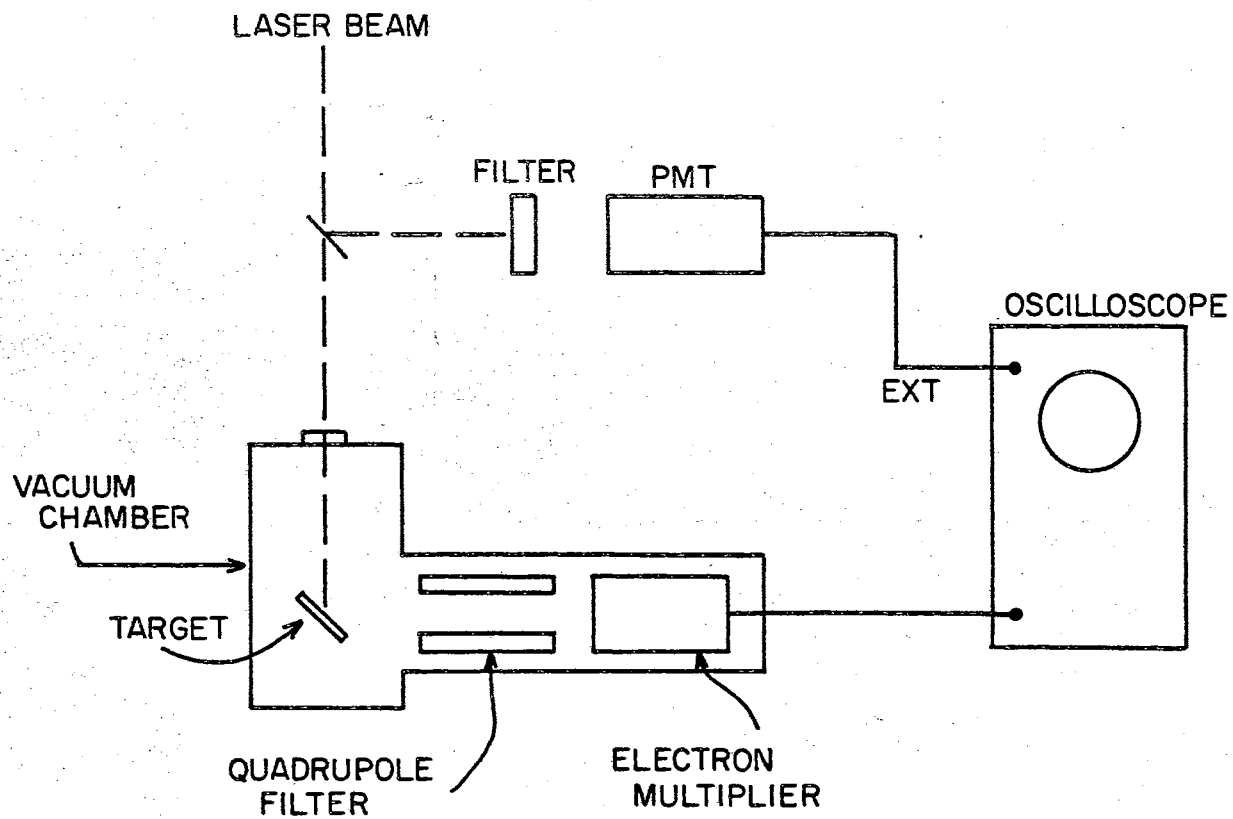 LASER BEAM
FILTER
PMT
OSCILLOSCOPE
EXT
VACUUM
CHAMBER
TARGET
QUADRUPOLE
FILTER
ELECTRON
MULTIPLIER